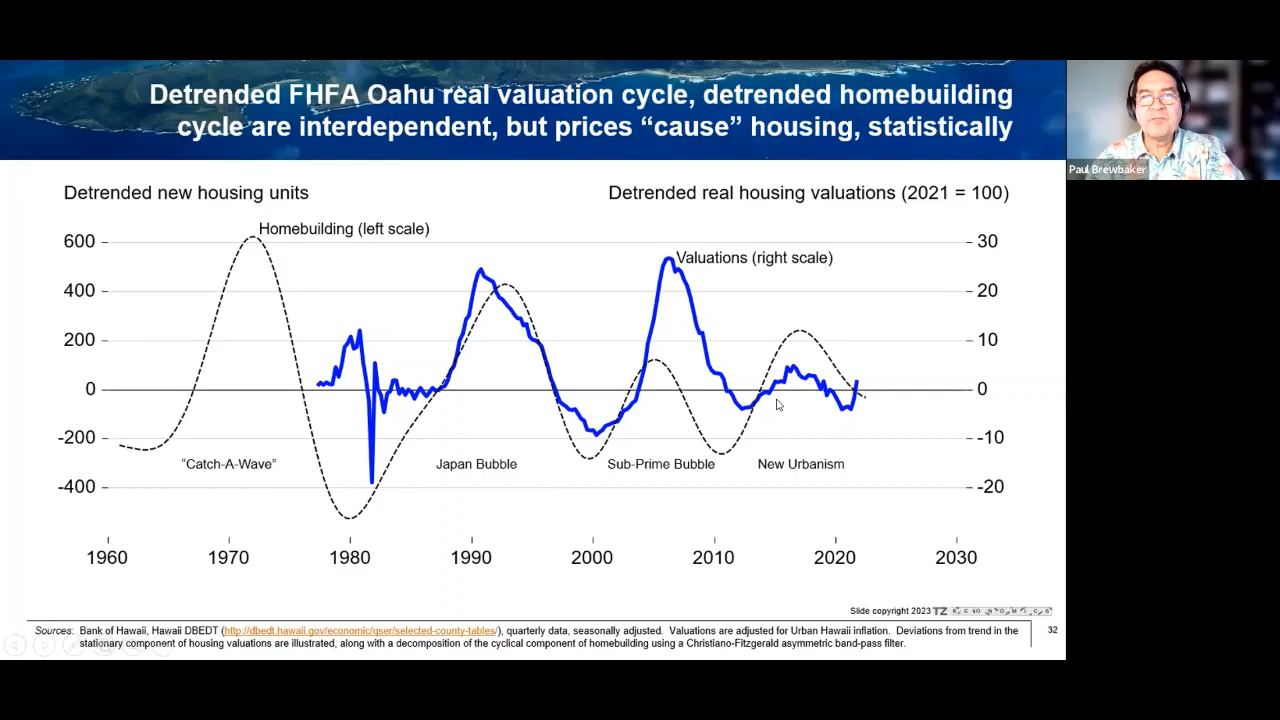 Detrended FHFA Oahu real valuation cycle, detrended homebuilding
cycle are interdependent, but prices “cause” housing, statistically
Paul Brewbaker
Detrended new housing units
Detrended real housing valuations (2021 = 100)
Homebuilding (left scale)
Valuations (right scale)
600
30
400
20
200
10
0
0
-200
-10
“Catch-A-Wave”
Japan Bubble
Sub-Prime Bubble
New Urbanism
-400
-20
1960
1970
1980
1990
2000
2010
2020
2030
Slide copyright 2023 TZ ECONOMICS
Sources: Bank of Hawaii, Hawaii DBEDT (http://dbedt.hawaii.gov/economic/qser/selected-county-tables/), quarterly data, seasonally adjusted. Valuations are adjusted for Urban Hawaii inflation. Deviations from trend in the
32
stationary component of housing valuations are illustrated, along with a decomposition of the cyclical component of homebuilding using a Christiano-Fitzgerald asymmetric band-pass filter.